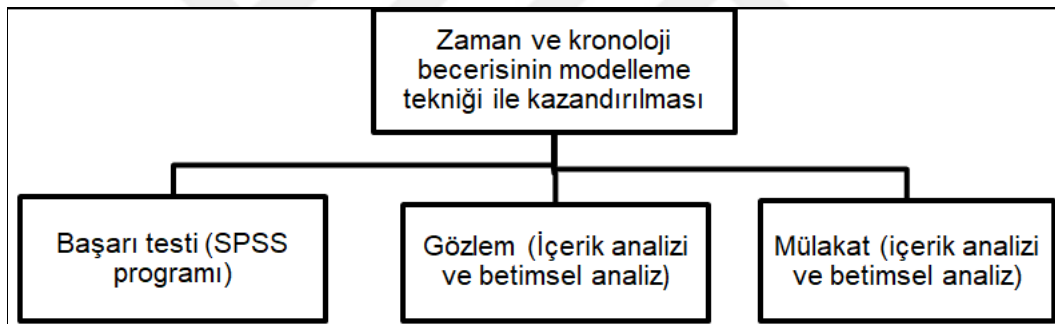 Zaman ve kronoloji
becerisinin modelleme
tekniği ile kazandırılması
Başarı testi (SPSS
programı)
Gözlem (İçerik analizi
ve betimsel analiz)
Mülakat (içerik analizi
ve betimsel analiz)